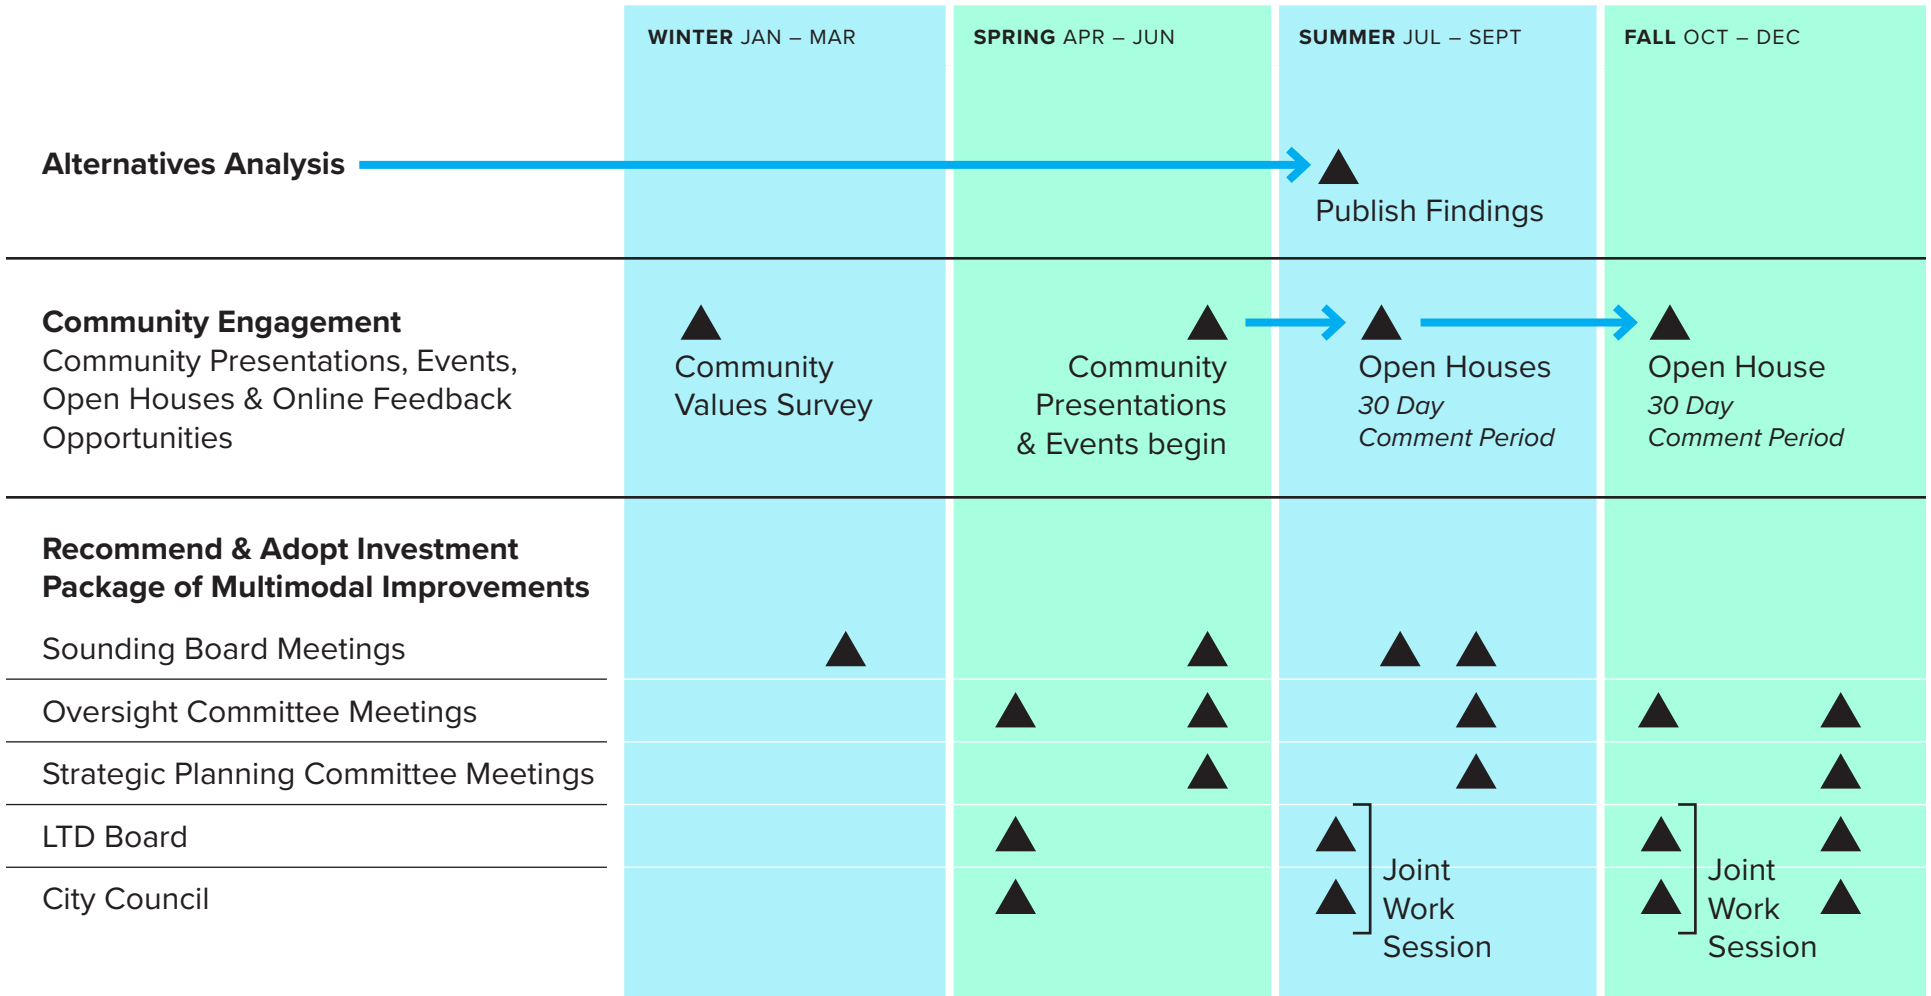 WINTER JAN – MAR
SPRING APR – JUN
SUMMER JUL – SEPT
FALL OCT – DEC
Alternatives Analysis
Publish Findings
Community Engagement
Community Presentations, Events,
Open Houses & Online Feedback
Opportunities
Community
Values Survey
Community
Presentations
& Events begin
Open Houses
30 Day
Comment Period
Open House
30 Day
Comment Period
Recommend & Adopt Investment
Package of Multimodal Improvements
Sounding Board Meetings
Oversight Committee Meetings
Strategic Planning Committee Meetings
LTD Board
City Council
Joint
Work
Session
Joint
Work
Session